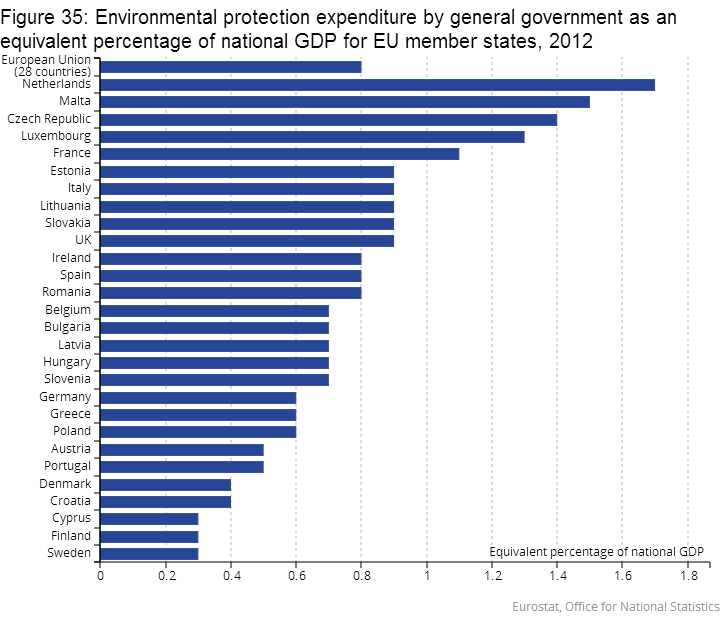 Figure 35: Environmental protection expenditure by general government as an
equivalent percentage of national GDP for EU member states, 2012
European Union
(28 countries)
Netherlands
Malta
Czech Republic
Luxembourg
France
Estonia
Italy
Lithuania
Slovakia
UK
Ireland
Spain
Romania
Belgium
Bulgaria
Latvia
Hungary
Slovenia
Germany
Greece
Poland
Austria
Portugal
Denmark
Croatia
Cyprus
Finland
Sweden
Equivalent percentage of national GDP
0 0.2 0.4 0.6 0.8 1 1.2 1.4 1.6 1.8
Eurostat, Office for National Statistics